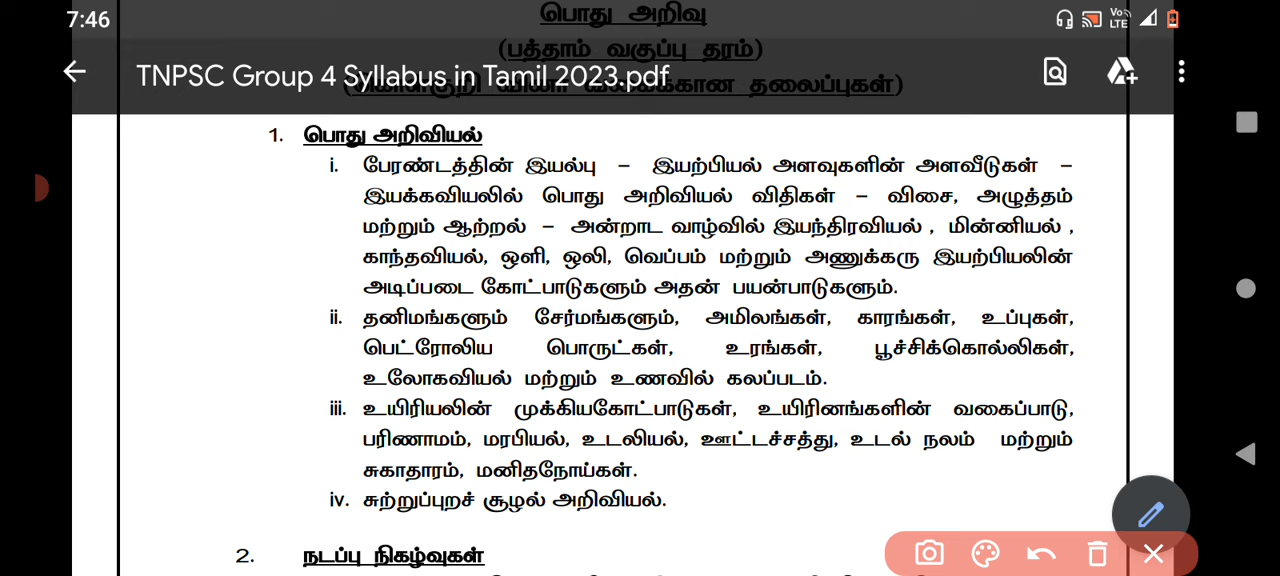 பொது அறிவு
7:46
Vo
LTE
(பத்தாம் வகுப்பு தரம்)
TNPSC Group 4 Syllabus in Tamil 2023.pdf
தலைப்புகள்)
1. பொது அறிவியல்
i. பேரண்டத்தின் இயல்பு – இயற்பியல் அளவுகளின் அளவீடுகள் –
இயக்கவியலில் பொது அறிவியல் விதிகள் – விசை, அழுத்தம்
மற்றும் ஆற்றல் – அன்றாட வாழ்வில் இயந்திரவியல் , மின்னியல் ,
காந்தவியல், ஒளி, ஒலி, வெப்பம் மற்றும் அணுக்கரு இயற்பியலின்
அடிப்படை கோட்பாடுகளும் அதன் பயன்பாடுகளும்.
ii. தனிமங்களும் சேர்மங்களும், அமிலங்கள், காரங்கள், உப்புகள்,
பெட்ரோலிய பொருட்கள், உரங்கள், பூச்சிக்கொல்லிகள்,
உலோகவியல் மற்றும் உணவில் கலப்படம்.
iii. உயிரியலின் முக்கியகோட்பாடுகள், உயிரினங்களின் வகைப்பாடு,
பரிணாமம், மரபியல், உடலியல், ஊட்டச்சத்து, உடல் நலம் மற்றும்
சுகாதாரம், மனிதநோய்கள்.
iv. சுற்றுப்புறச் சூழல் அறிவியல்.
2. நடப்பு நிகழ்வுகள்